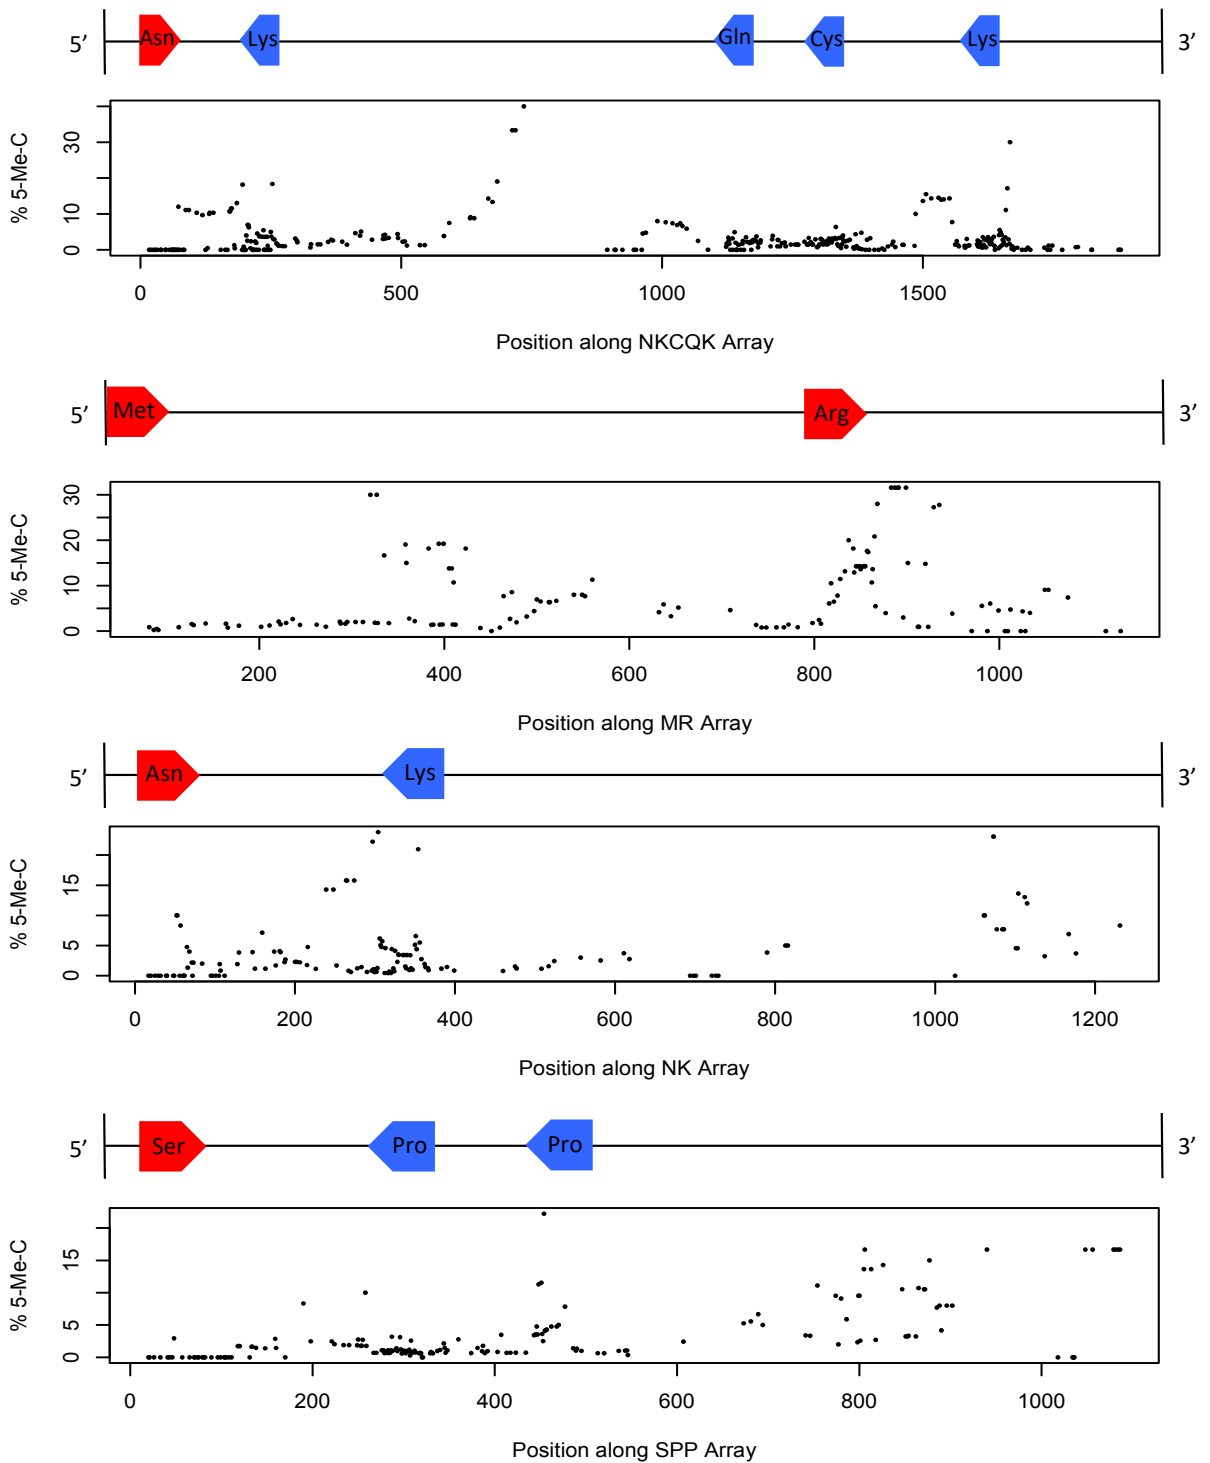 5’ Asn Lys Gln Cys Lys 3’
% 5-Me-C
30
10
0
0 500 1000 1500
Position along NKCQK Array
5’ Met Arg 3’
% 5-Me-C
30
20
10
0
200 400 600 800 1000
Position along MR Array
5’ Asn Lys 3’
% 5-Me-C
15
5
0
0 200 400 600 800 1000 1200
Position along NK Array
5’ Ser Pro Pro 3’
% 5-Me-C
15
5
0
0 200 400 600 800 1000
Position along SPP Array